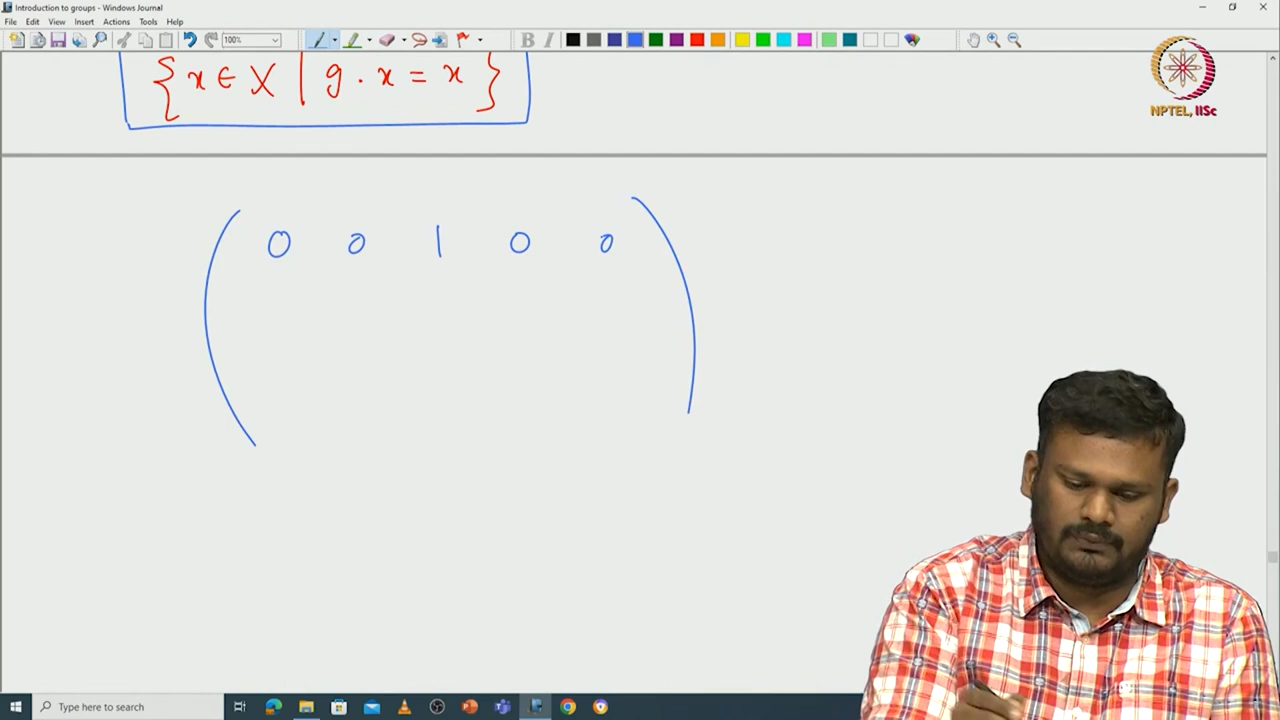 Introduction to groups - Windows Journal
File Edit View Insert Actions Tools Help
100%
B I
{x ∈ X | g · x = x}
NPTEL, IISc
( 0 0 1 0 0 )
Type here to search